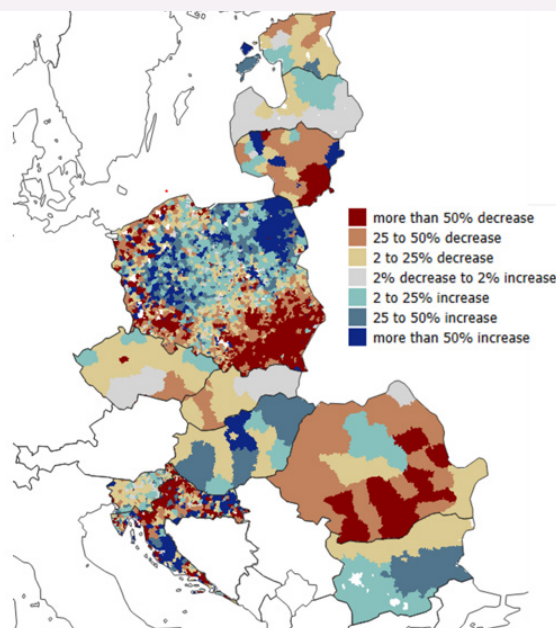 more than 50% decrease
25 to 50% decrease
2 to 25% decrease
2% decrease to 2% increase
2 to 25% increase
25 to 50% increase
more than 50% increase